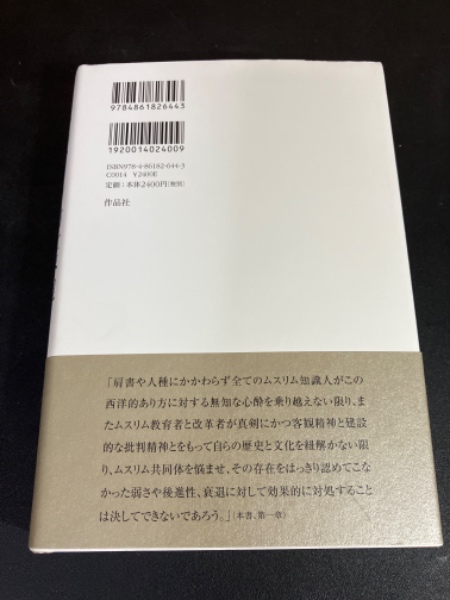 9784861826443
1920014024009
ISBN978-4-86182-644-3
C0014 ¥2400E
定価:本体2400円(税別)
作品社
「肩書や人種にかかわらず全てのムスリム知識人がこの
西洋的あり方に対する無知な心酔を乗り越えない限り、ま
たムスリム教育者と改革者が真剣にかつ客観精神と建設
的な批判精神とをもって自らの歴史と文化を紐解かない限
り、ムスリム共同体を悩ませ、その存在をはっきり認めてこ
なかった弱さや後進性、衰退に対して効果的に対処すること
は決してできないであろう。」(本書、第一章)